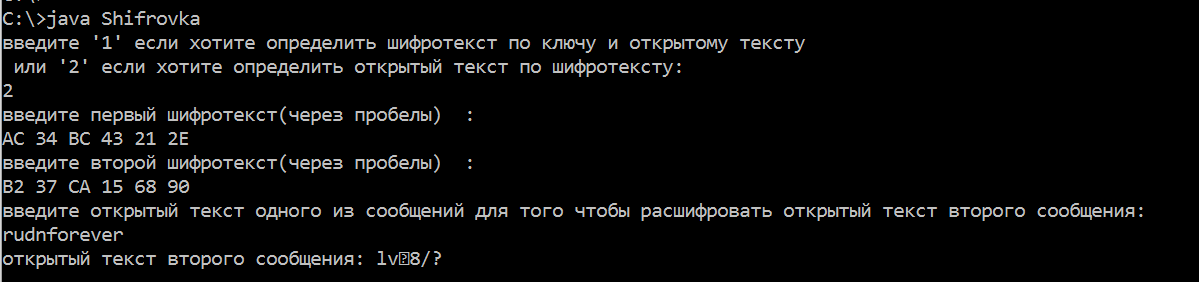 C:\>java Shifrovka
введите '1' если хотите определить шифротекст по ключу и открытому тексту
 или '2' если хотите определить открытый текст по шифротексту:
2
введите первый шифротекст(через пробелы)  :
AC 34 BC 43 21 2E
введите второй шифротекст(через пробелы)  :
B2 37 CA 15 68 90
введите открытый текст одного из сообщений для того чтобы расшифровать открытый текст второго сообщения:
rudnforever
открытый текст второго сообщения: lv⍰8/?